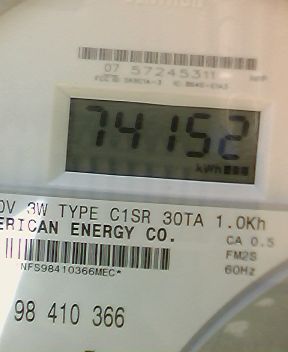 07 57245311
74152
kWh
0V 3W TYPE C1SR 30TA 1.0Kh
ERICAN ENERGY CO. CA 0.5
FM2S
NFS98410366MEC* 60Hz
98 410 366